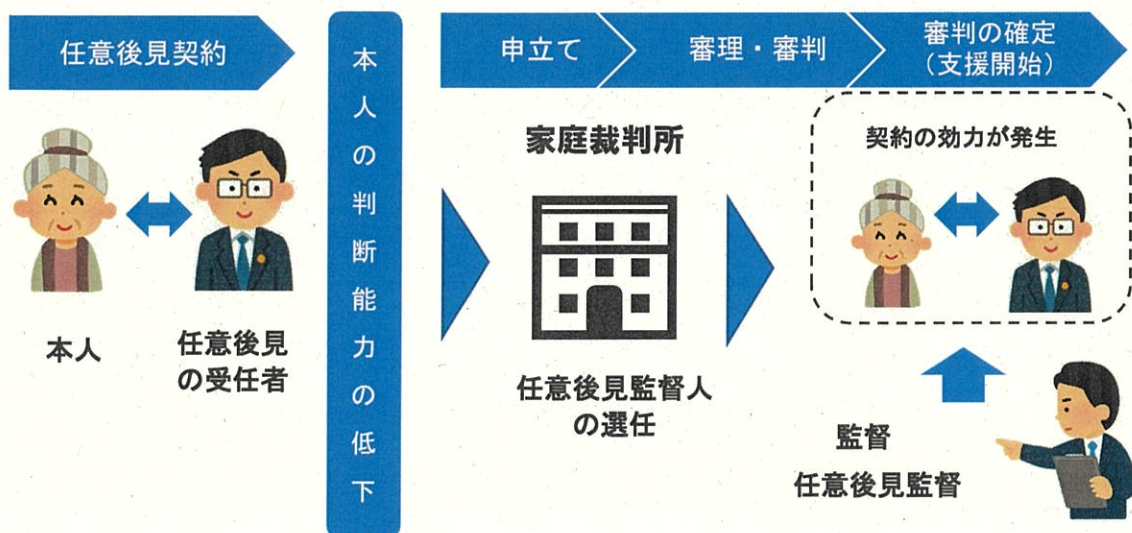 任意後見契約
本人の判断能力の低下
申立て
審理・審判
審判の確定
(支援開始)
本人
任意後見
の受任者
家庭裁判所
任意後見監督人
の選任
契約の効力が発生
監督
任意後見監督